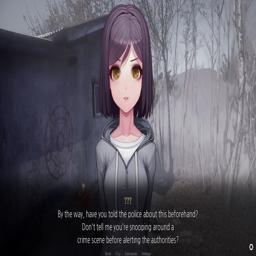 ???
By the way, have you told the police about this beforehand?
Don't tell me you're snooping around a
crime scene before alerting the authorities?